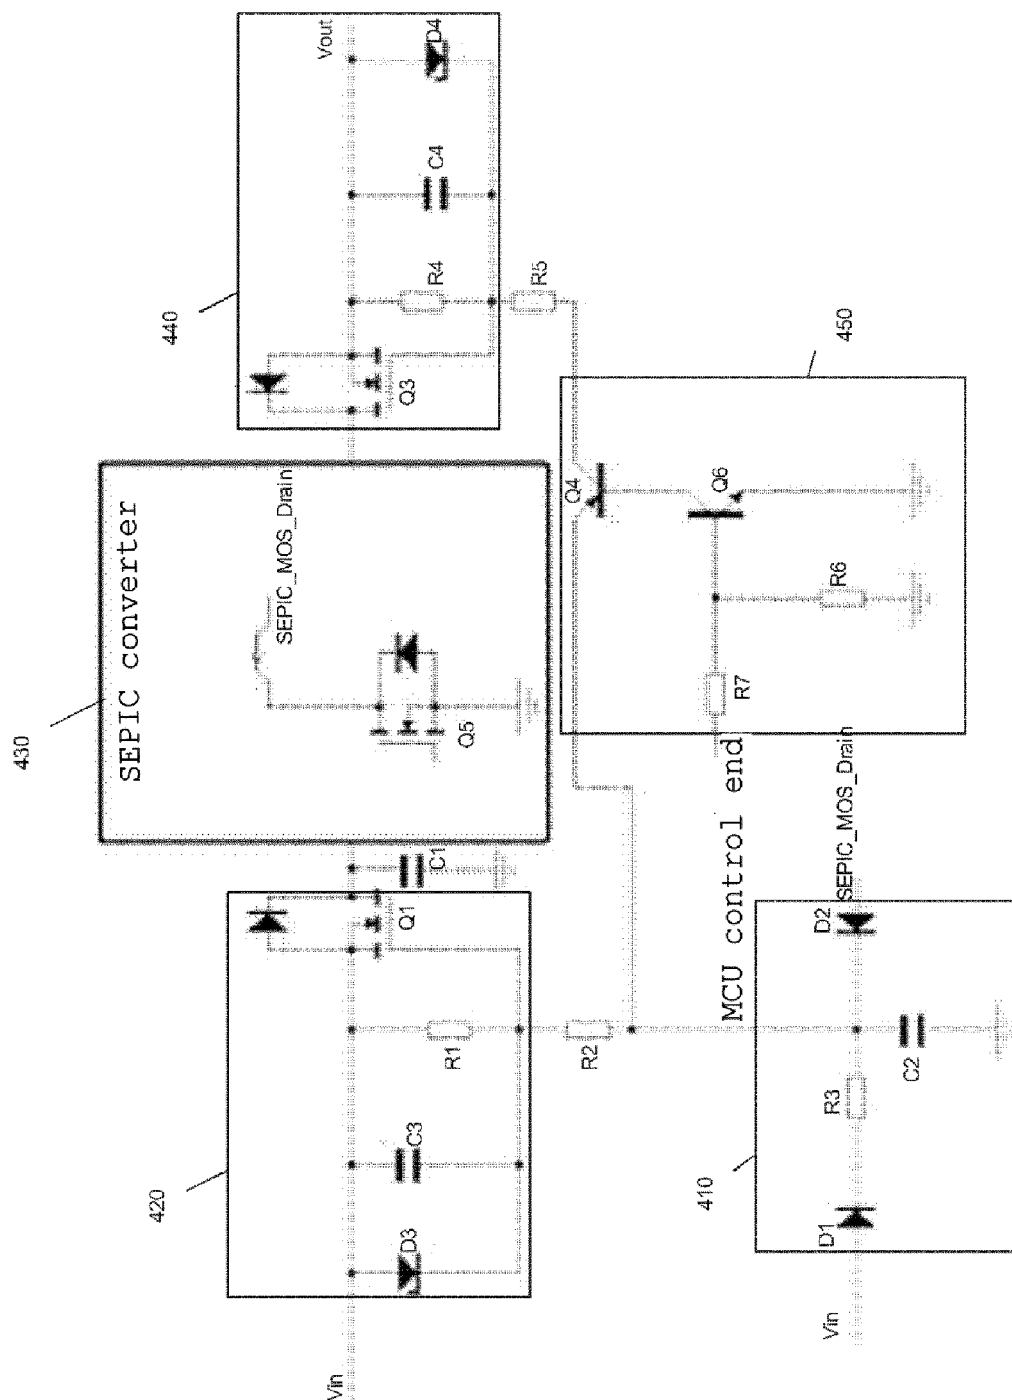 Vout
D4
C4
R4
R5
440
Q3
450
Q4
Q6
SEPIC_MOS_Drain
SEPIC converter
430
Q5
R6
R7
MCU control end
SEPIC_MOS_Drain
C1
Q1
D2
R1
R2
C2
R3
C3
420
410
D3
D1
Vin
Vin